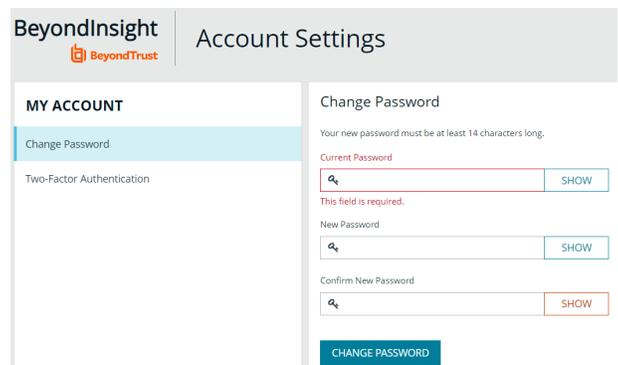 BeyondInsight
BeyondTrust
Account Settings
MY ACCOUNT
Change Password
Two-Factor Authentication
Change Password
Your new password must be at least 14 characters long.
Current Password
SHOW
This field is required.
New Password
SHOW
Confirm New Password
SHOW
CHANGE PASSWORD